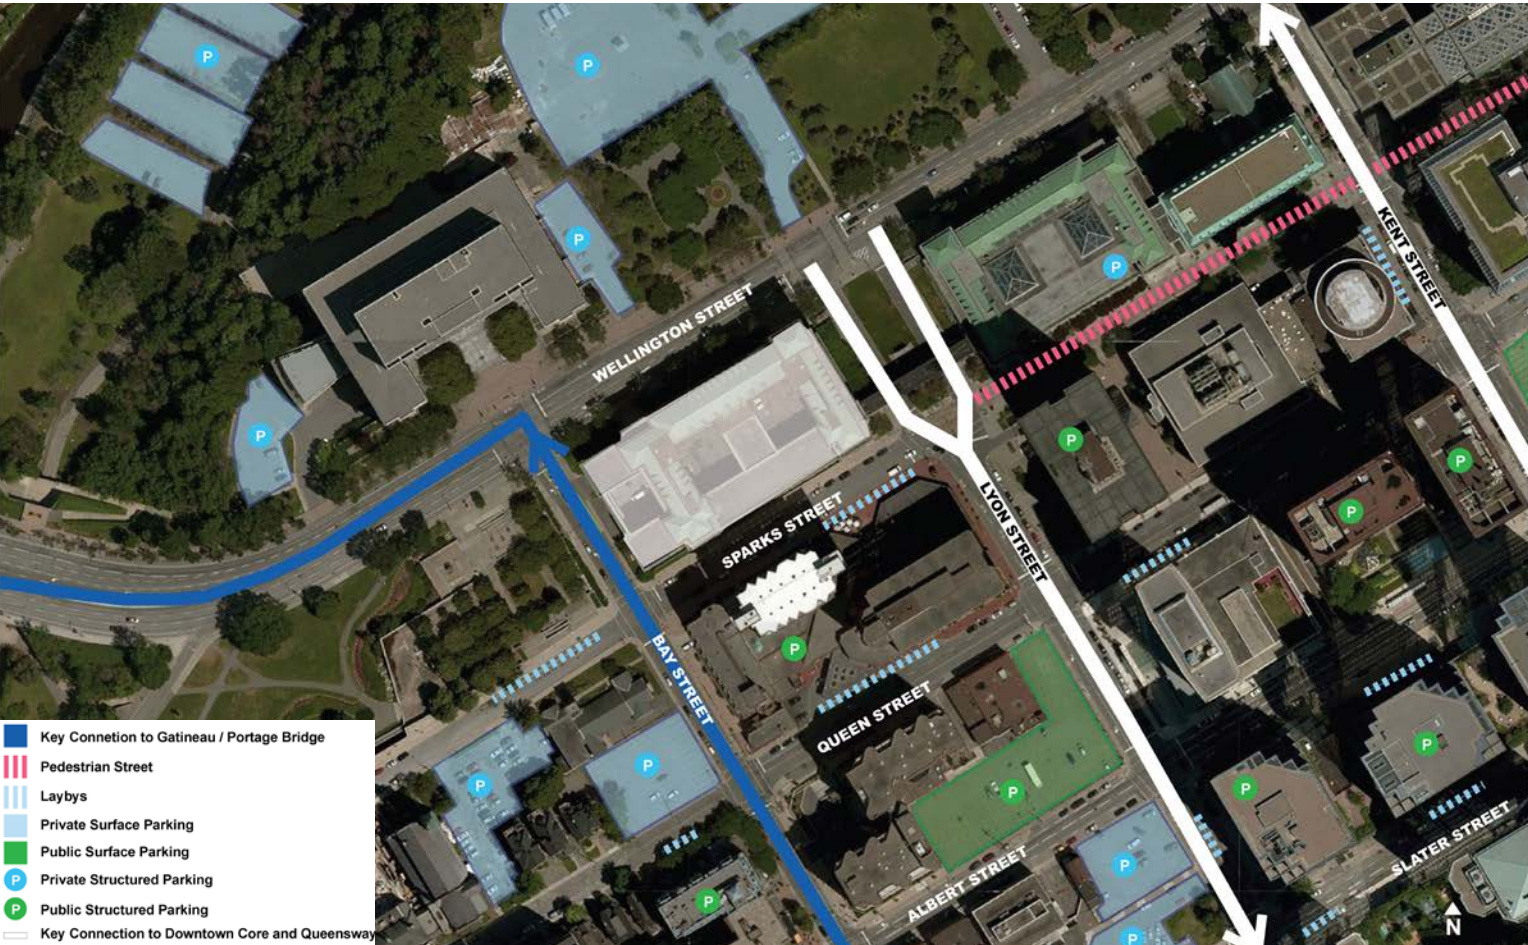 P
P
P
WELLINGTON STREET
P
KENT STREET
P
P
P
P
SPARKS STREET
LYON STREET
P
BAY STREET
QUEEN STREET
P
P
P
P
P
P
SLATER STREET
P
ALBERT STREET
P
P
N
Key Connetion to Gatineau / Portage Bridge
Pedestrian Street
Laybys
Private Surface Parking
Public Surface Parking
P Private Structured Parking
P Public Structured Parking
Key Connection to Downtown Core and Queensway